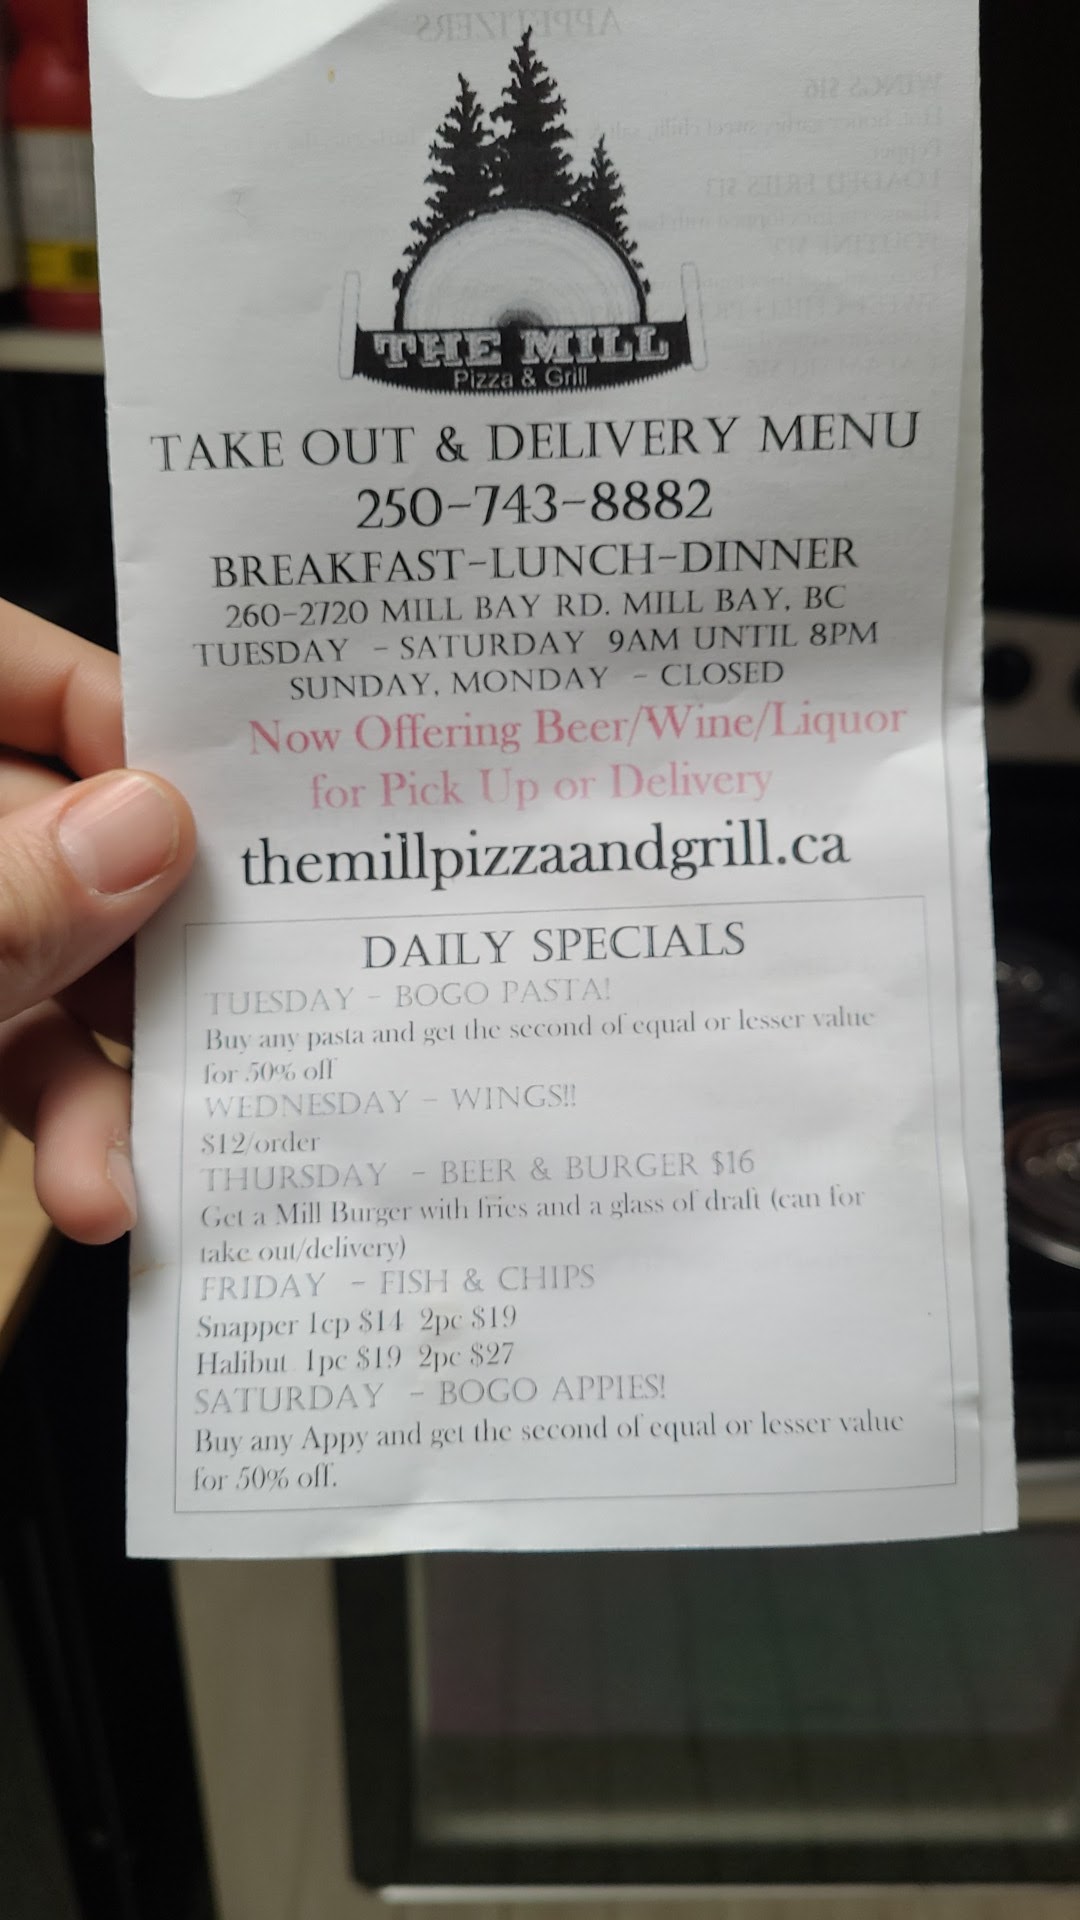 THE MILL
Pizza & Grill
TAKE OUT & DELIVERY MENU
250-743-8882
BREAKFAST-LUNCH-DINNER
260-2720 MILL BAY RD. MILL BAY, BC
TUESDAY - SATURDAY 9AM UNTIL 8PM
SUNDAY, MONDAY - CLOSED
Now Offering Beer/Wine/Liquor
for Pick Up or Delivery
themillpizzaandgrill.ca
DAILY SPECIALS
TUESDAY - BOGO PASTA!
Buy any pasta and get the second of equal or lesser value
for 50% off
WEDNESDAY - WINGS!!
$12/order
THURSDAY - BEER & BURGER $16
Get a Mill Burger with fries and a glass of draft (can for
take out/delivery)
FRIDAY - FISH & CHIPS
Snapper 1cp $14 2pc $19
Halibut 1pc $19 2pc $27
SATURDAY - BOGO APPIES!
Buy any Appy and get the second of equal or lesser value
for 50% off.